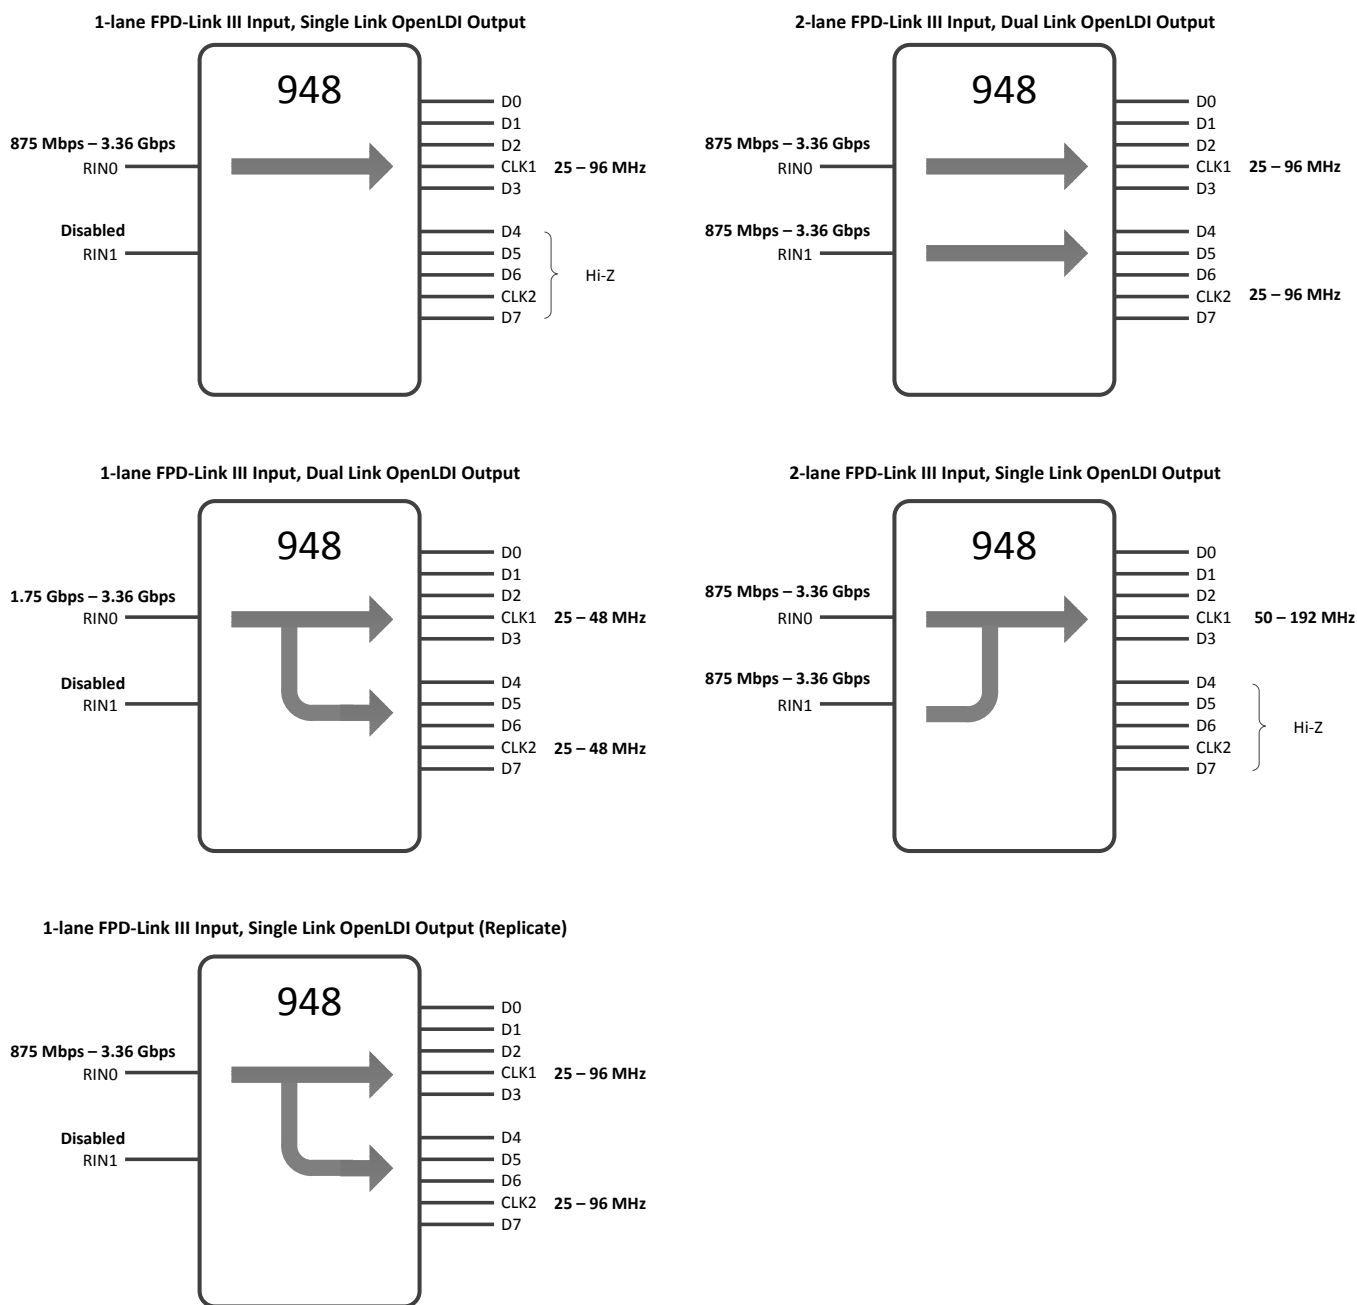 1-lane FPD-Link III Input, Single Link OpenLDI Output
948
875 Mbps – 3.36 Gbps
RIN0
Disabled
RIN1
D0
D1
D2
CLK1 25 – 96 MHz
D3
D4
D5
D6
CLK2
D7
Hi-Z
2-lane FPD-Link III Input, Dual Link OpenLDI Output
948
875 Mbps – 3.36 Gbps
RIN0
875 Mbps – 3.36 Gbps
RIN1
D0
D1
D2
CLK1 25 – 96 MHz
D3
D4
D5
D6
CLK2 25 – 96 MHz
D7
1-lane FPD-Link III Input, Dual Link OpenLDI Output
948
1.75 Gbps – 3.36 Gbps
RIN0
Disabled
RIN1
D0
D1
D2
CLK1 25 – 48 MHz
D3
D4
D5
D6
CLK2 25 – 48 MHz
D7
2-lane FPD-Link III Input, Single Link OpenLDI Output
948
875 Mbps – 3.36 Gbps
RIN0
875 Mbps – 3.36 Gbps
RIN1
D0
D1
D2
CLK1 50 – 192 MHz
D3
D4
D5
D6
CLK2
D7
Hi-Z
1-lane FPD-Link III Input, Single Link OpenLDI Output (Replicate)
948
875 Mbps – 3.36 Gbps
RIN0
Disabled
RIN1
D0
D1
D2
CLK1 25 – 96 MHz
D3
D4
D5
D6
CLK2 25 – 96 MHz
D7